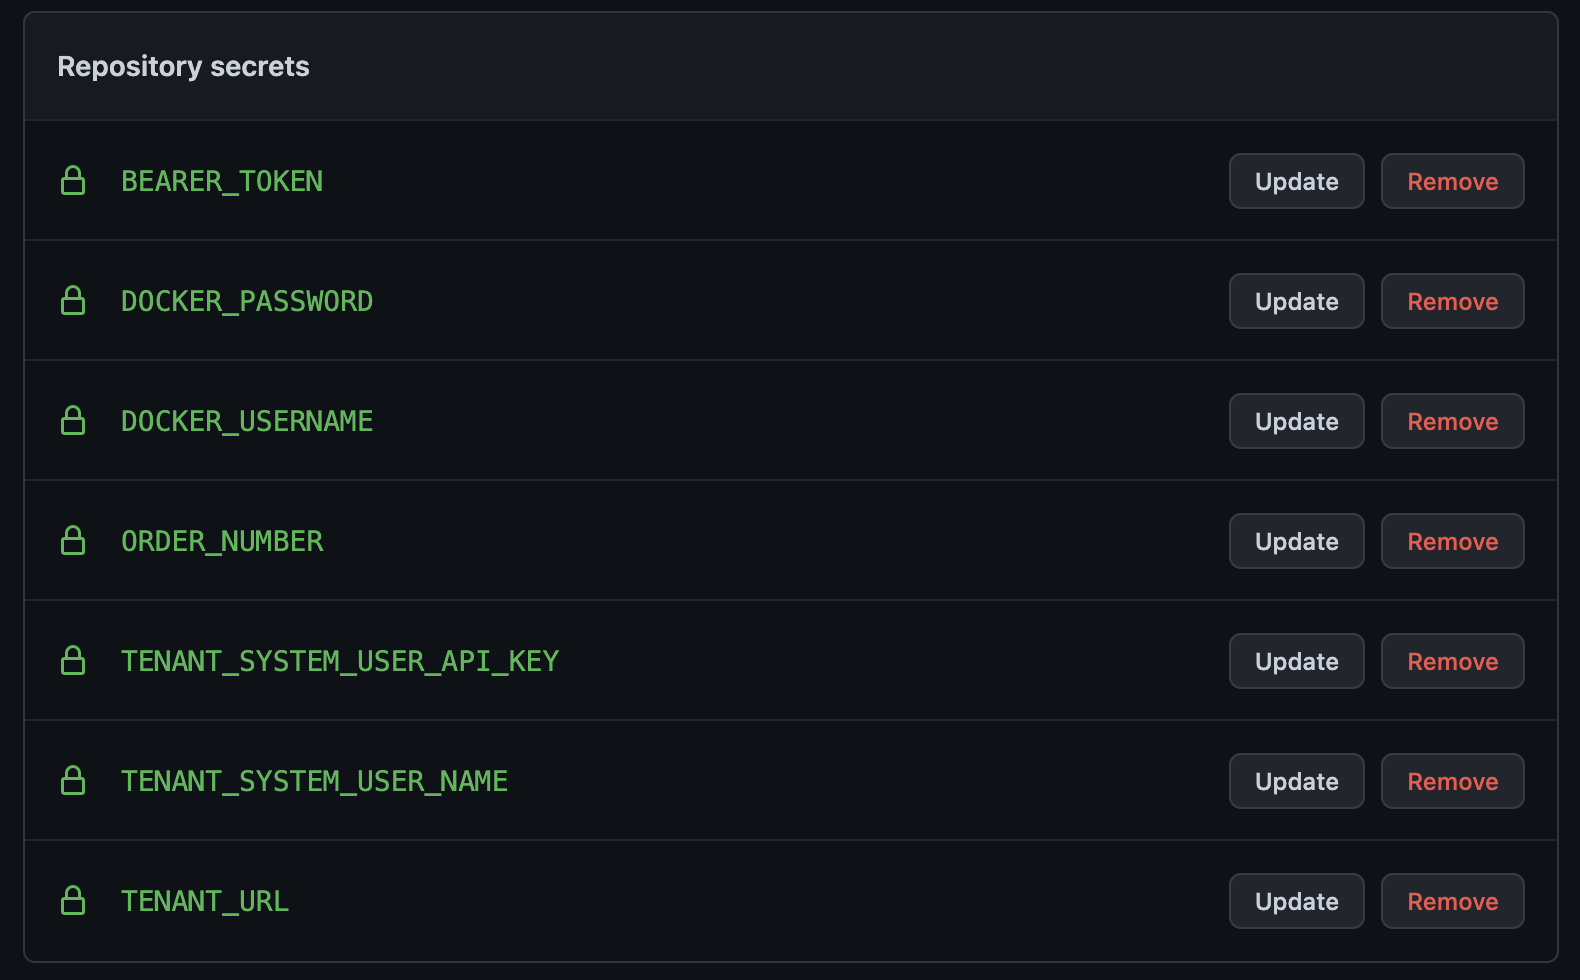 Repository secrets
BEARER_TOKEN Update Remove
DOCKER_PASSWORD Update Remove
DOCKER_USERNAME Update Remove
ORDER_NUMBER Update Remove
TENANT_SYSTEM_USER_API_KEY Update Remove
TENANT_SYSTEM_USER_NAME Update Remove
TENANT_URL Update Remove